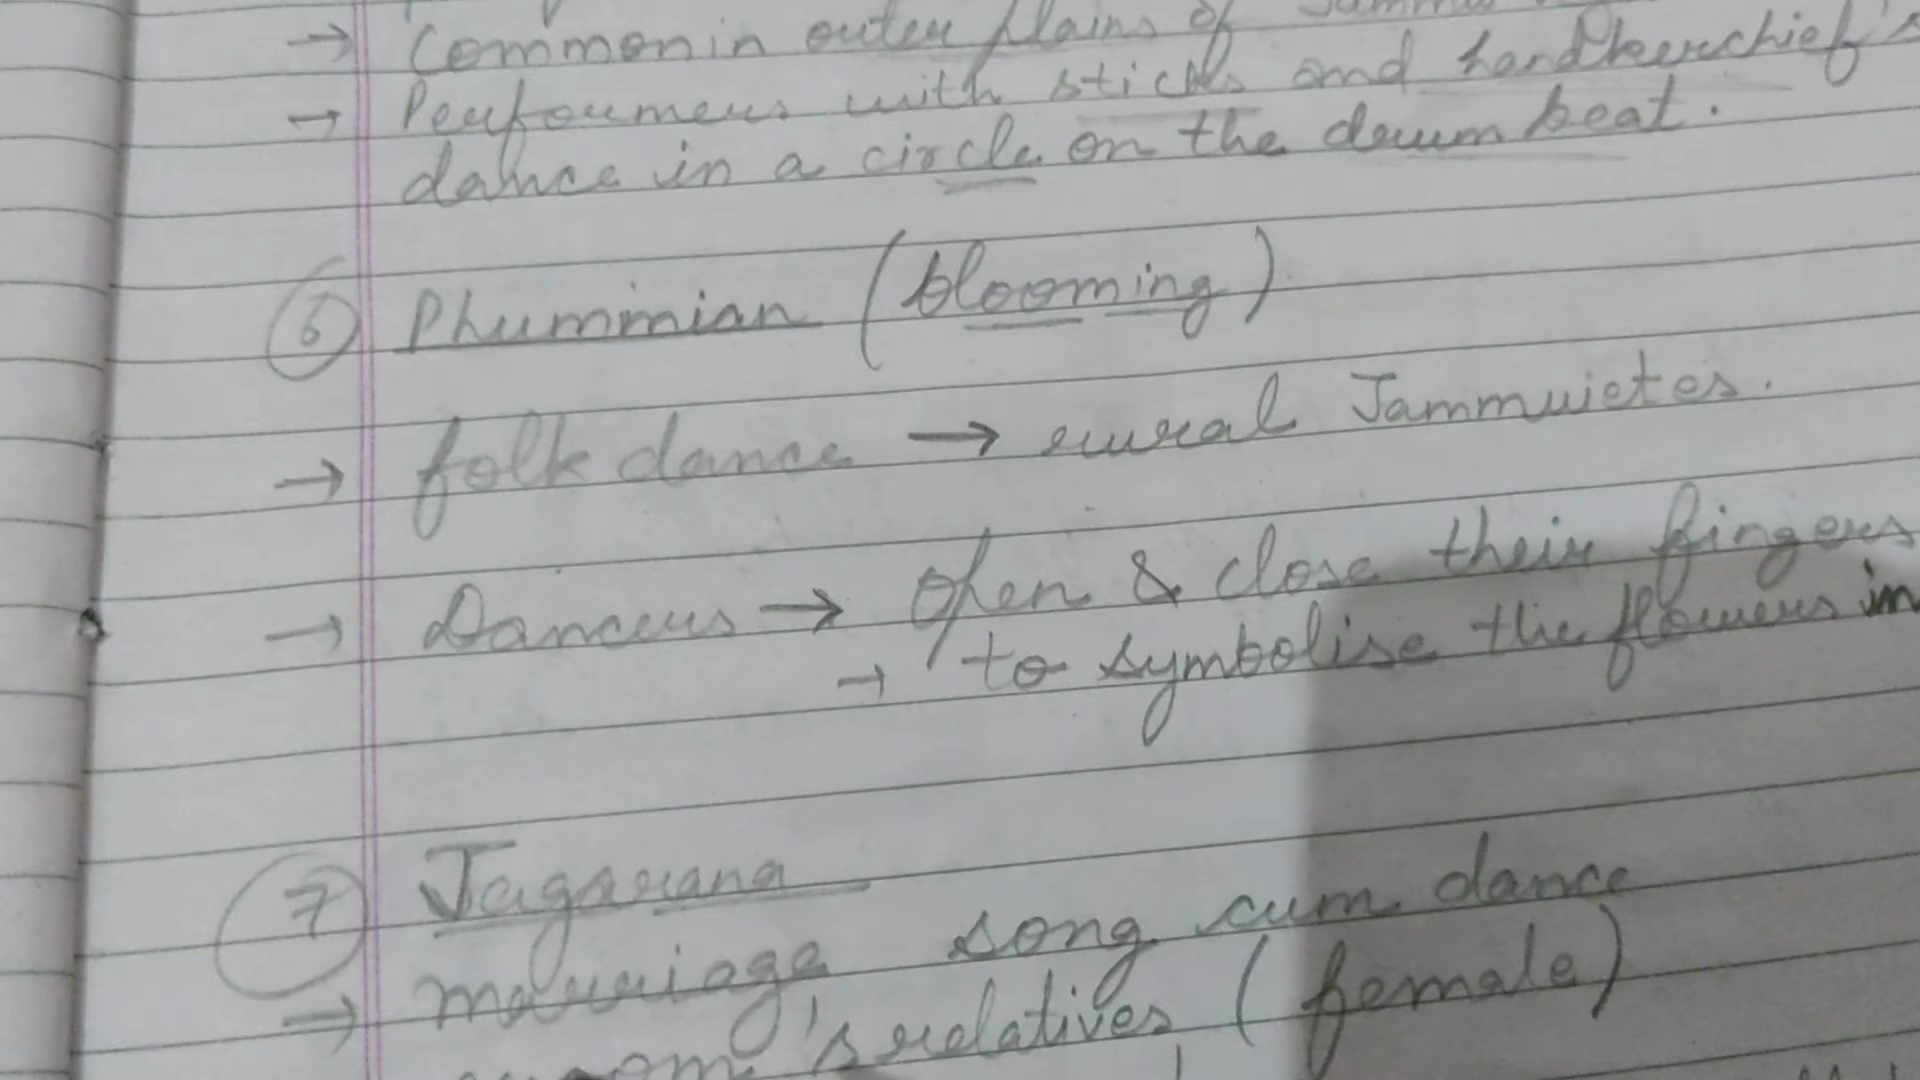 → Common in outer plains of Jammu
→ Performers with sticks and handkerchief's
dance in a circle on the drum beat.
⑥ Phummian (blooming)
→ folk dance → rural Jammuietes.
→ Dancers → Open & close their fingers
→ to symbolise the flowers in
⑦ Jagarana
→ marriage song cum dance
's relatives (female)